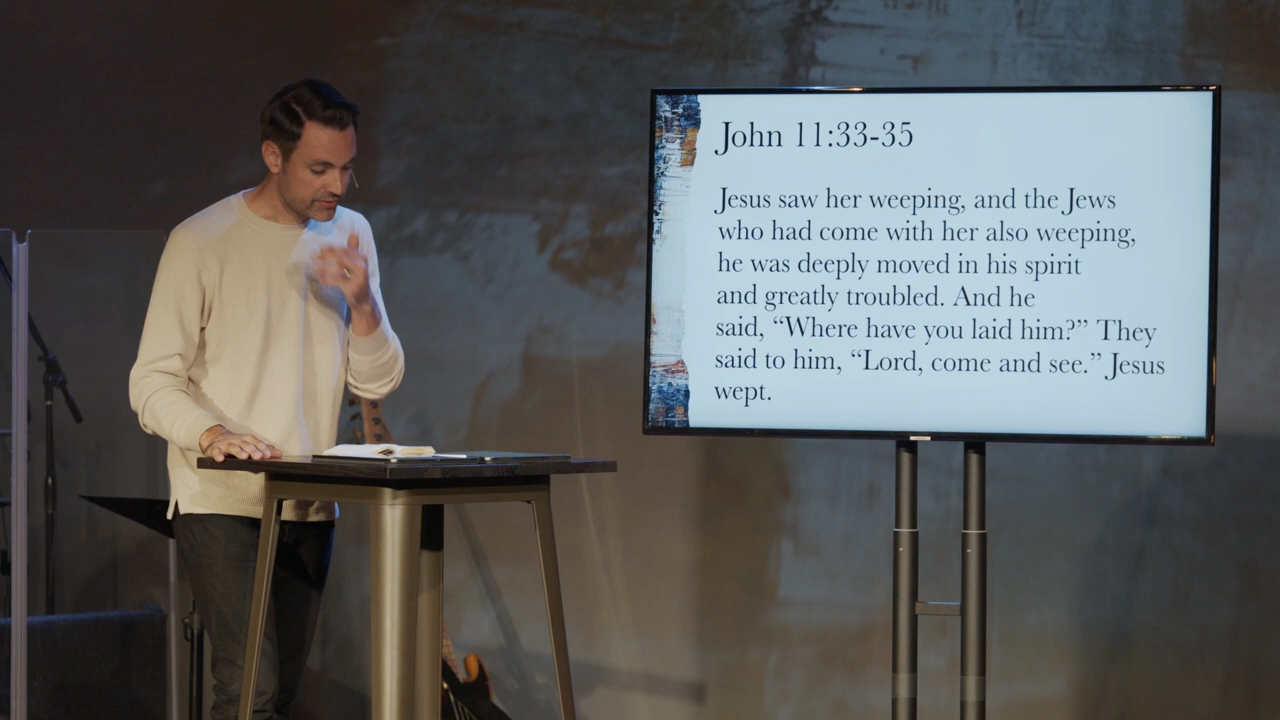 John 11:33-35
Jesus saw her weeping, and the Jews
who had come with her also weeping,
he was deeply moved in his spirit
and greatly troubled. And he
said, “Where have you laid him?” They
said to him, “Lord, come and see.” Jesus
wept.